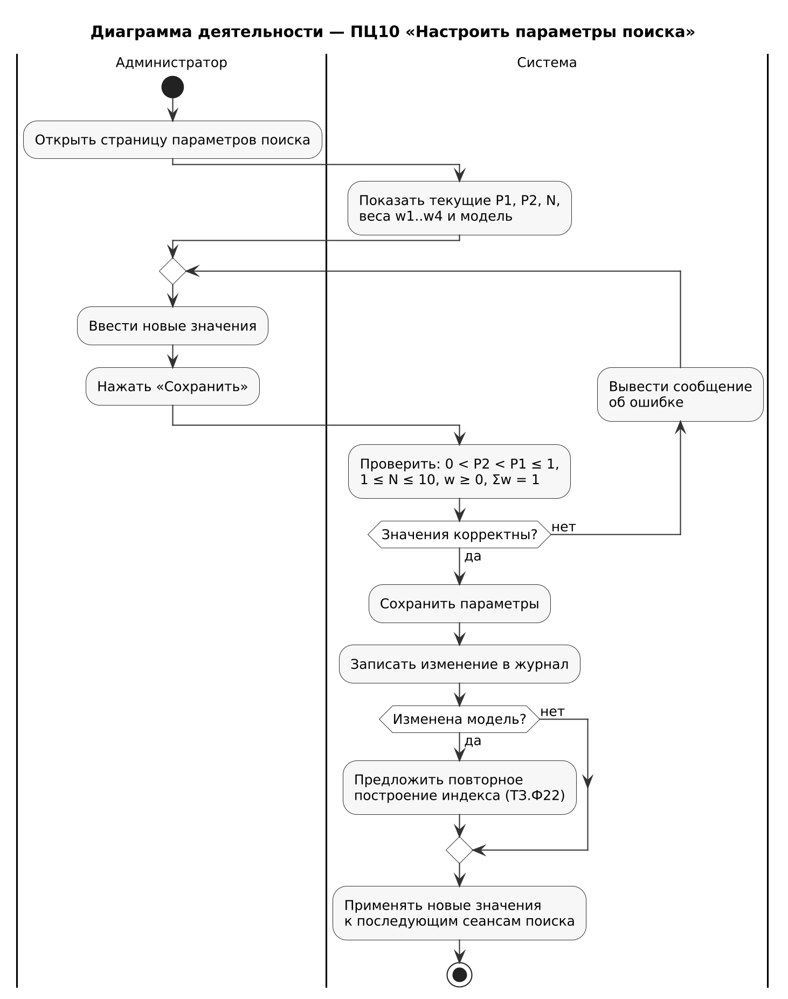 Диаграмма деятельности — ПЦ10 «Настроить параметры поиска»
Администратор
Система
Открыть страницу параметров поиска
Показать текущие P1, P2, N,
веса w1..w4 и модель
Ввести новые значения
Нажать «Сохранить»
Вывести сообщение
об ошибке
Проверить: 0 < P2 < P1 ≤ 1,
1 ≤ N ≤ 10, w ≥ 0, Σw = 1
Значения корректны?
нет
да
Сохранить параметры
Записать изменение в журнал
Изменена модель?
нет
да
Предложить повторное
построение индекса (ТЗ.Ф22)
Применять новые значения
к последующим сеансам поиска